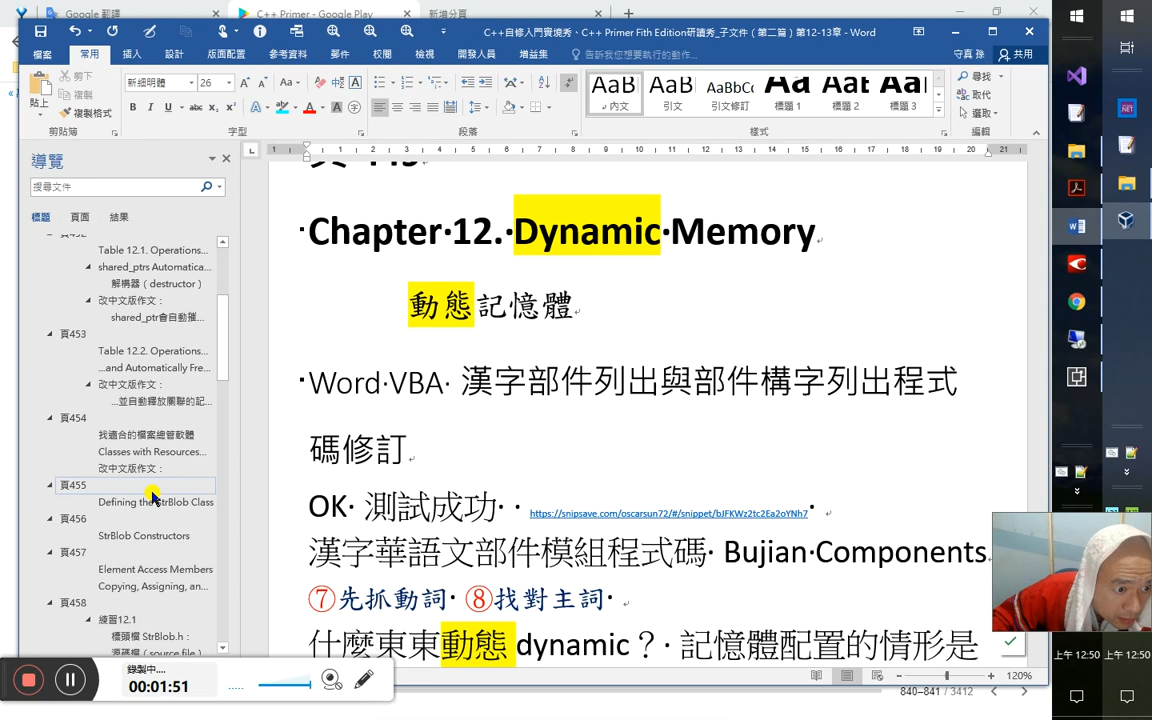 Google 翻譯
C++ Primer - Google Play
新增分頁
C++自修入門賞燒秀、C++ Primer Fith Edition研讀秀_子文件（第二篇）第12-13章 - Word
檔案 常用 插入 設計 版面配置 參考資料 郵件 校閱 檢視 開發人員 增益集 告訴我您想要執行的動作... 守真 孫 共用
貼上 剪下 複製 複製格式 剪貼簿
新細明體 26 字型
段落
AaB 內文 AaB 引文 AaBbCc 引文修訂 Aa 標題 1 Aal 標題 2 Aal 標題 3 樣式
尋找 取代 選取 編輯
導覽
搜尋文件
標題 頁面 結果
Table 12.1. Operations...
shared_ptrs Automatica...
解構器（destructor）
改中文版作文：
shared_ptr會自動摧...
頁453
Table 12.2. Operations...
...and Automatically Fre...
改中文版作文：
...並自動釋放關聯的記...
頁454
找適合的檔案總管軟體
Classes with Resources...
改中文版作文：
頁455
Defining the StrBlob Class
頁456
StrBlob Constructors
頁457
Element Access Members
Copying, Assigning, an...
頁458
練習12.1
標頭檔 StrBlob.h：
源碼檔（source file）
Chapter·12.·Dynamic·Memory
動態記憶體
Word·VBA· 漢字部件列出與部件構字列出程式
碼修訂
OK· 測試成功· · https://snipsave.com/oscarsun72/#/snippet/bJFKWz2tc2Ea2oYNh7·
漢字華語文部件模組程式碼· Bujian·Components
⑦先抓動詞· ⑧找對主詞·
什麼東東動態 dynamic？· 記憶體配置的情形是
錄製中....
00:01:51
120%
840–841 / 3412
上午 12:50 上午 12:50